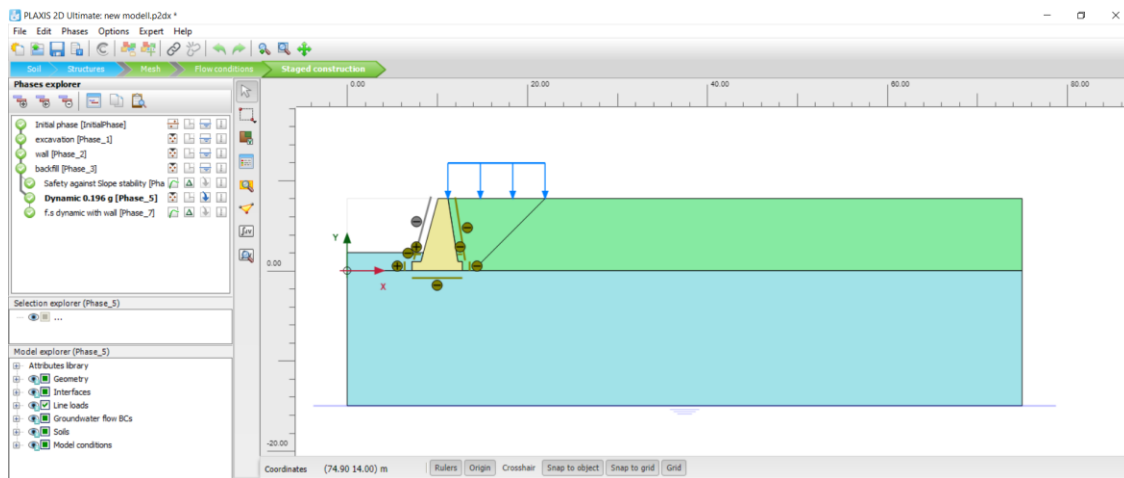 PLAXIS 2D Ultimate: new modell.p2dx *
File Edit Phases Options Expert Help
Soil Structures Mesh Flow conditions Staged construction
Phases explorer
Initial phase [InitialPhase]
excavation [Phase_1]
wall [Phase_2]
backfill [Phase_3]
Safety against Slope stability [Pha
Dynamic 0.196 g [Phase_5]
f.s dynamic with wall [Phase_7]
Selection explorer (Phase_5)
...
Model explorer (Phase_5)
Attributes library
Geometry
Interfaces
Line loads
Groundwater flow BCs
Soils
Model conditions
0.00 20.00 40.00 60.00 80.00
Y
0.00
X
-20.00
Coordinates (74.90 14.00) m Rulers Origin Crosshair Snap to object Snap to grid Grid